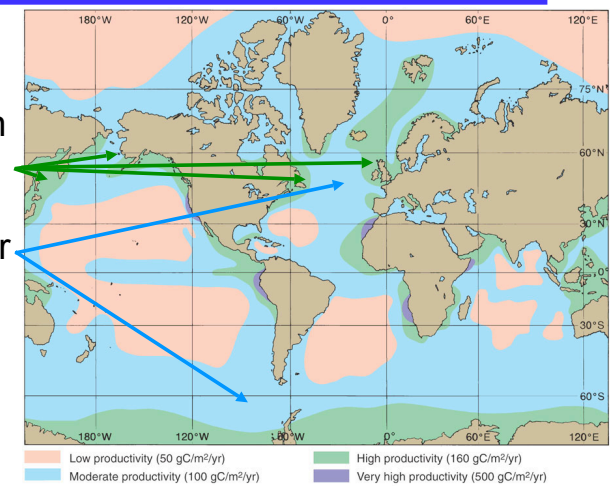 180°W 120°W 60°W 0° 60°E 120°E
75°N
n
60°N
30°N
r
0°
30°S
60°S
180°W 120°W 60°W 0° 60°E 120°E
Low productivity (50 gC/m²/yr) High productivity (160 gC/m²/yr)
Moderate productivity (100 gC/m²/yr) Very high productivity (500 gC/m²/yr)